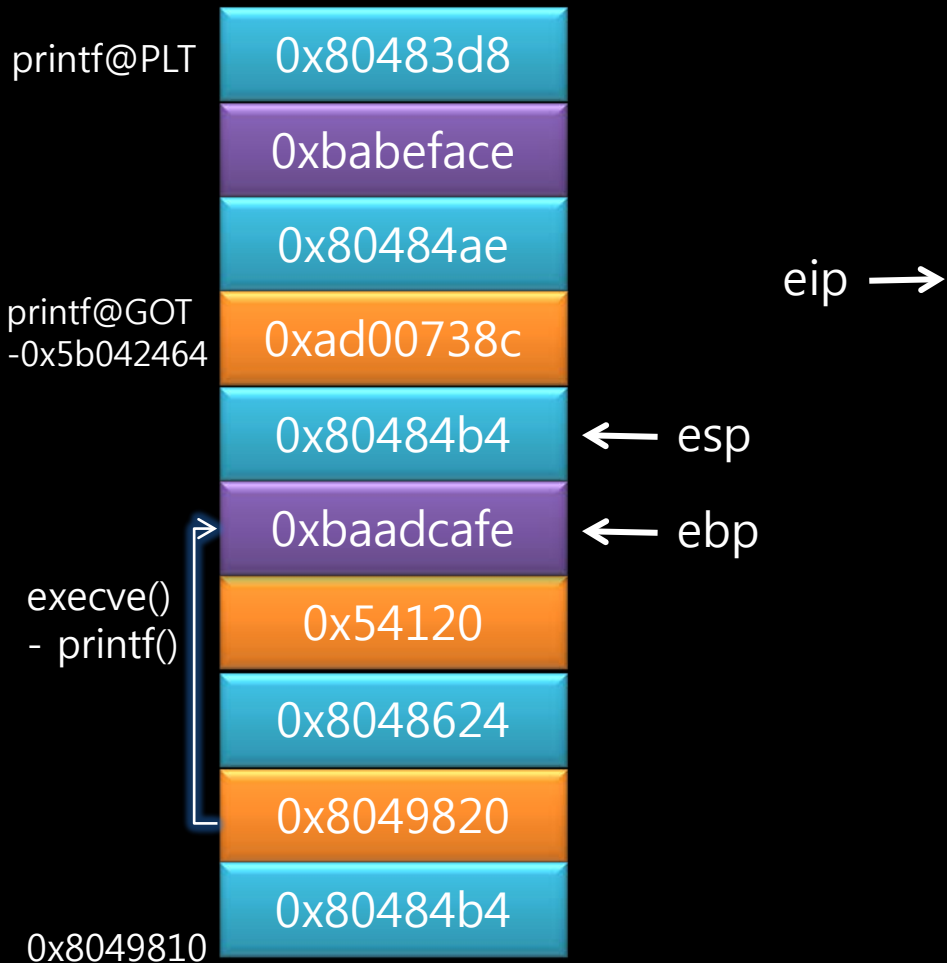 printf@PLT
0x80483d8
0xbabeface
0x80484ae
eip
printf@GOT
-0x5b042464
0xad00738c
0x80484b4
esp
0xbaadcafe
ebp
execve()
- printf()
0x54120
0x8048624
0x8049820
0x80484b4
0x8049810